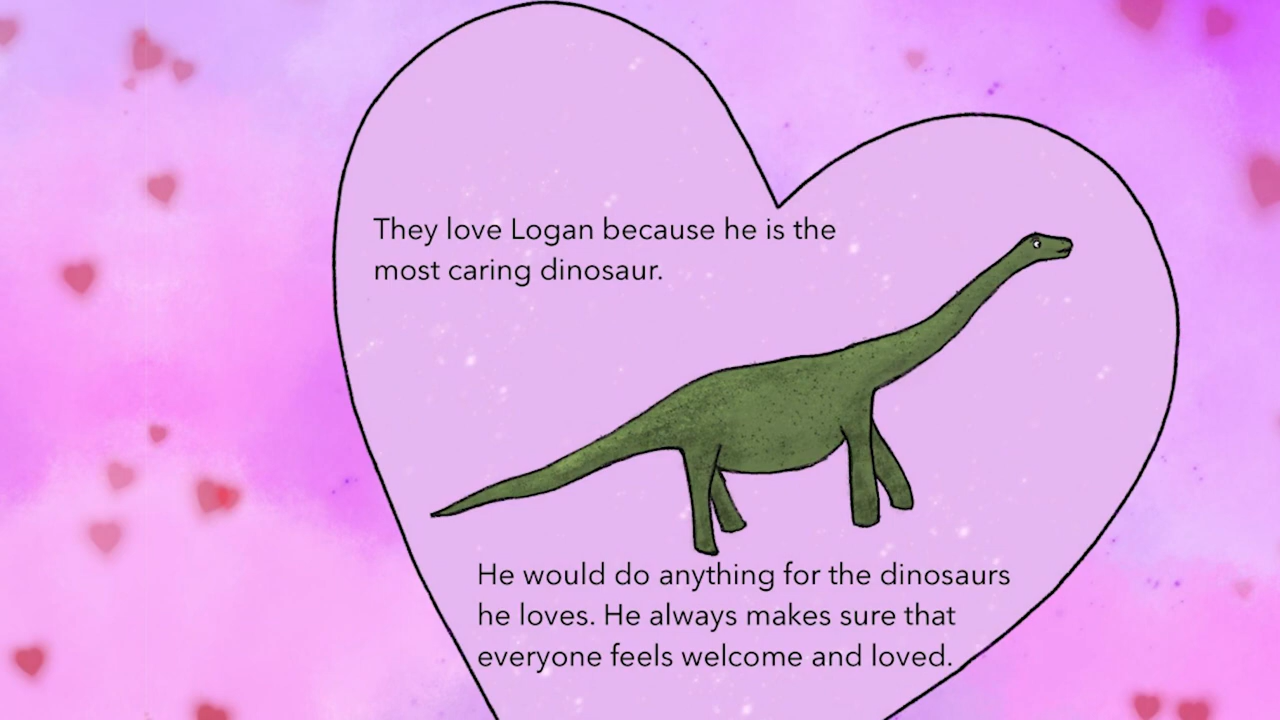 They love Logan because he is the
most caring dinosaur.
He would do anything for the dinosaurs
he loves. He always makes sure that
everyone feels welcome and loved.